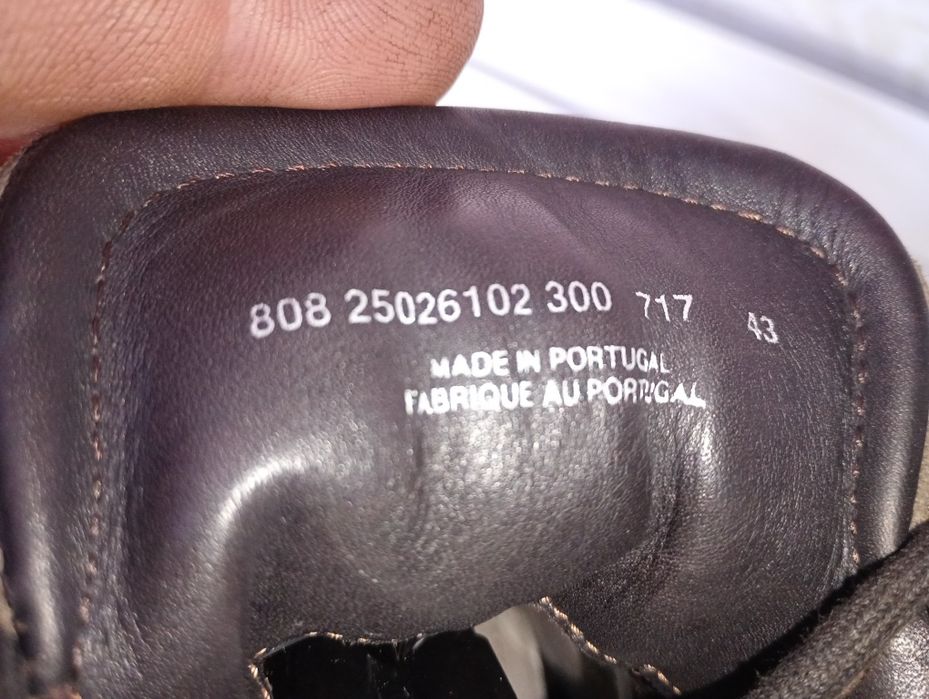 808 25026102 300 717 43
MADE IN PORTUGAL
FABRIQUE AU PORTUGAL